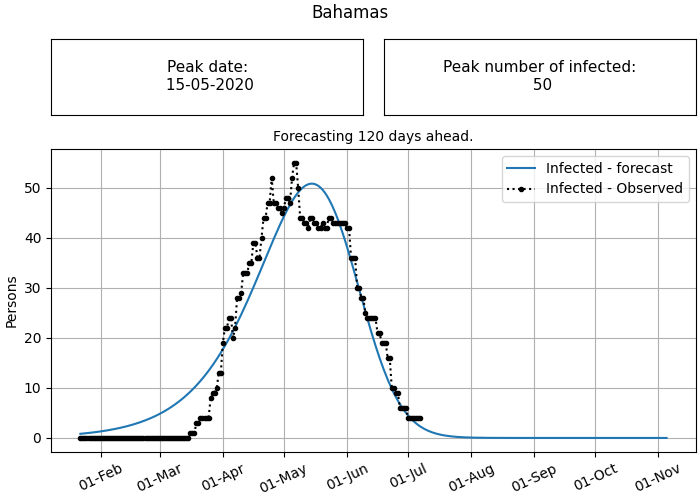 Bahamas
Peak date:
15-05-2020
Peak number of infected:
50
Forecasting 120 days ahead.
Infected - forecast
Infected - Observed
Persons
50
40
30
20
10
0
01-Feb
01-Mar
01-Apr
01-May
01-Jun
01-Jul
01-Aug
01-Sep
01-Oct
01-Nov